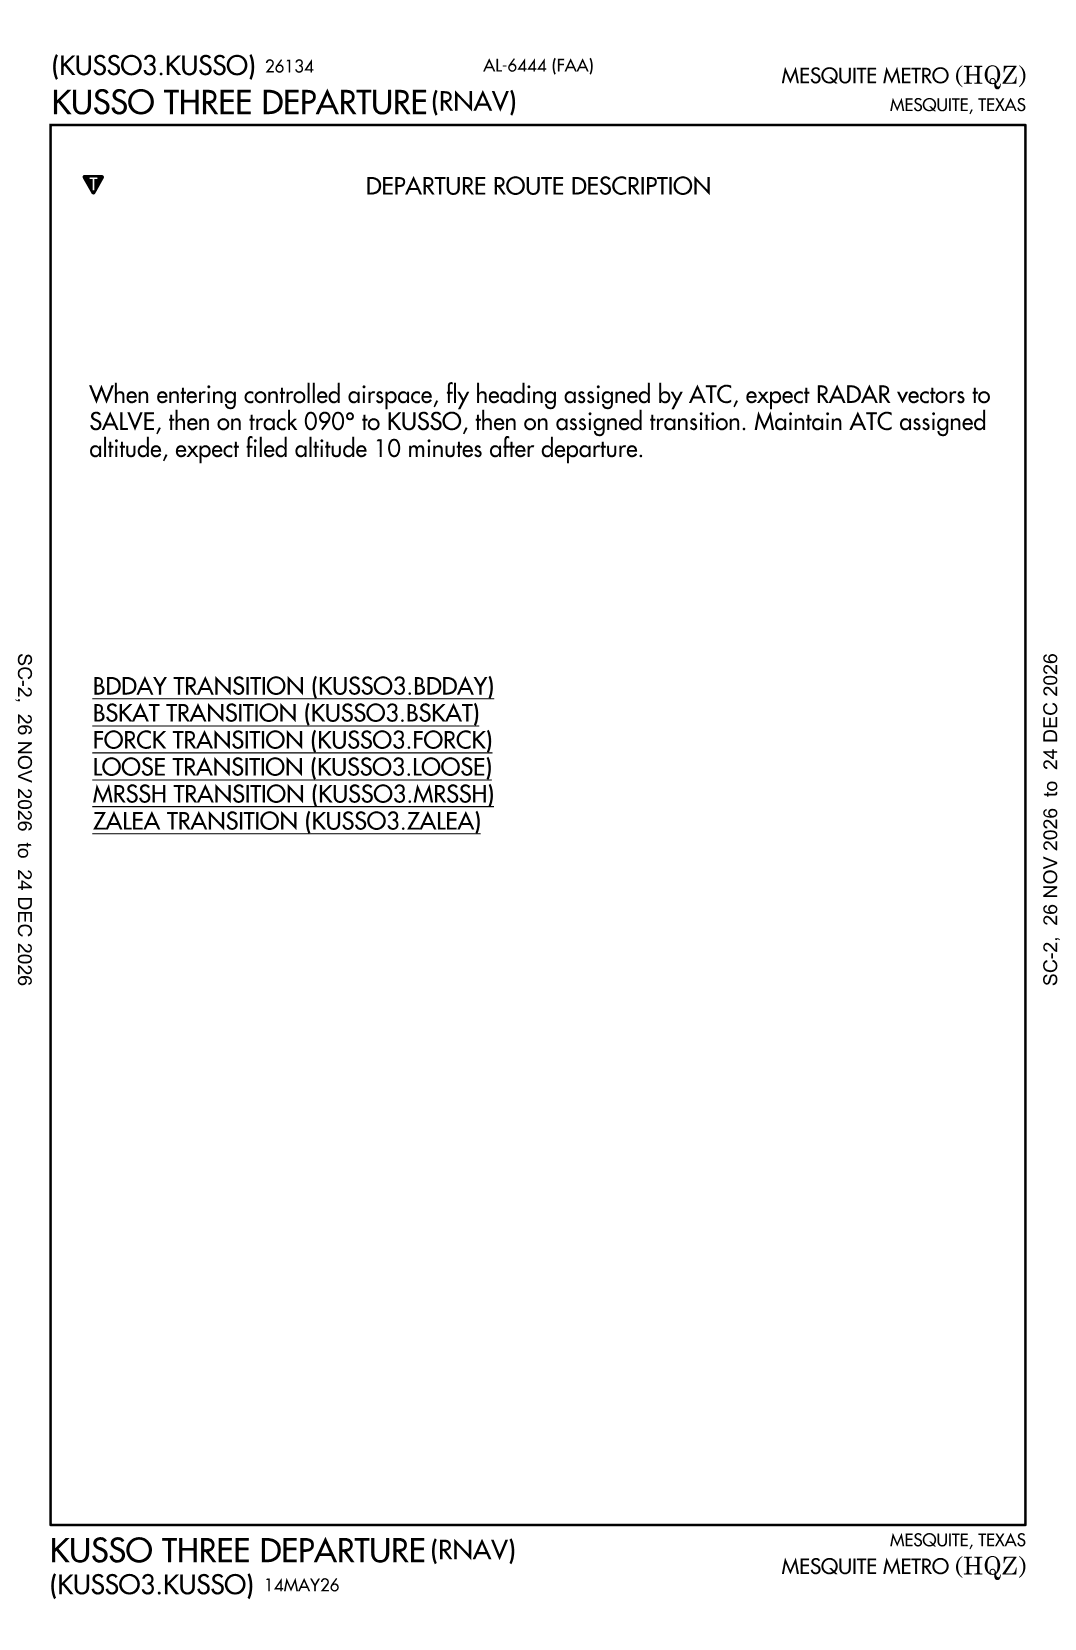 (KUSSO3.KUSSO) 26134
AL-6444 (FAA)
MESQUITE METRO (HQZ)
KUSSO THREE DEPARTURE (RNAV)
MESQUITE, TEXAS
T
DEPARTURE ROUTE DESCRIPTION
When entering controlled airspace, fly heading assigned by ATC, expect RADAR vectors to
SALVE, then on track 090° to KUSSO, then on assigned transition. Maintain ATC assigned
altitude, expect filed altitude 10 minutes after departure.
SC-2, 26 NOV 2026 to 24 DEC 2026
SC-2, 26 NOV 2026 to 24 DEC 2026
BDDAY TRANSITION (KUSSO3.BDDAY)
BSKAT TRANSITION (KUSSO3.BSKAT)
FORCK TRANSITION (KUSSO3.FORCK)
LOOSE TRANSITION (KUSSO3.LOOSE)
MRSSH TRANSITION (KUSSO3.MRSSH)
ZALEA TRANSITION (KUSSO3.ZALEA)
KUSSO THREE DEPARTURE (RNAV)
(KUSSO3.KUSSO) 14MAY26
MESQUITE, TEXAS
MESQUITE METRO (HQZ)